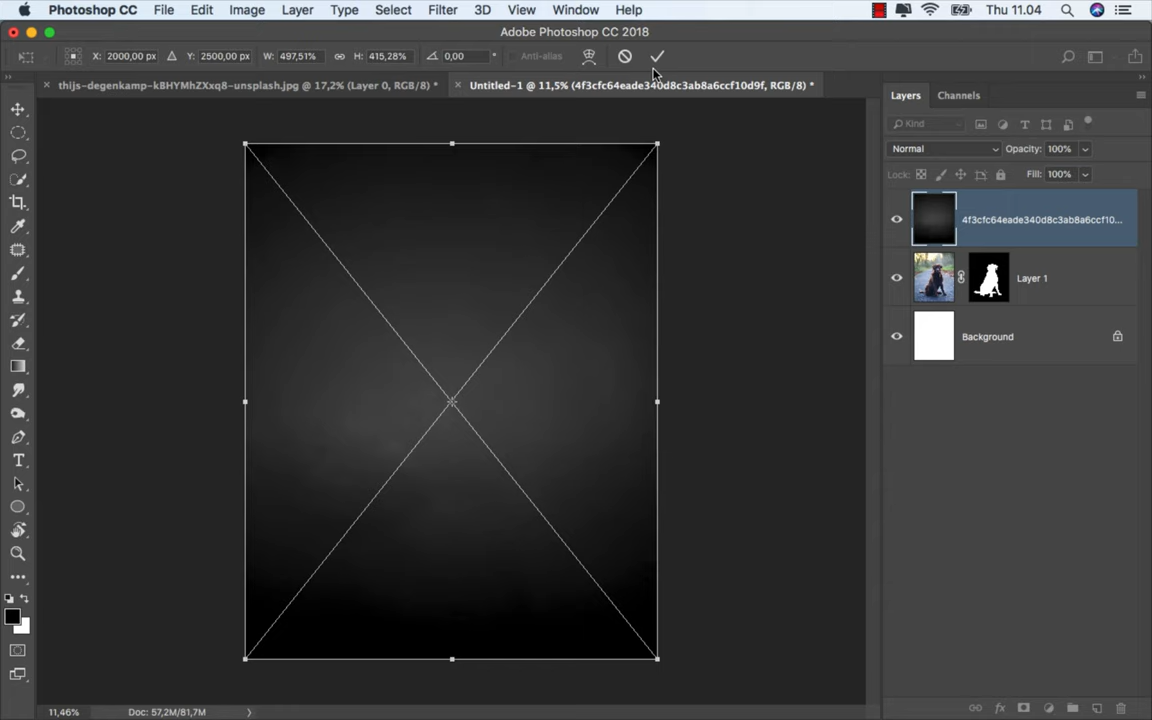 Photoshop CC File Edit Image Layer Type Select Filter 3D View Window Help Thu 11.04
Adobe Photoshop CC 2018
X: 2000,00 px Y: 2500,00 px W: 497,51% H: 415,28% 0,00 Anti-alias
thijs-degenkamp-kBHYMhZXxq8-unsplash.jpg @ 17,2% (Layer 0, RGB/8) *
Untitled-1 @ 11,5% (4f3cfc64eade340d8c3ab8a6ccf10d9f, RGB/8) *
Layers Channels
Kind
Normal Opacity: 100%
Lock: Fill: 100%
4f3cfc64eade340d8c3ab8a6ccf10...
Layer 1
Background
11,46% Doc: 57,2M/81,7M